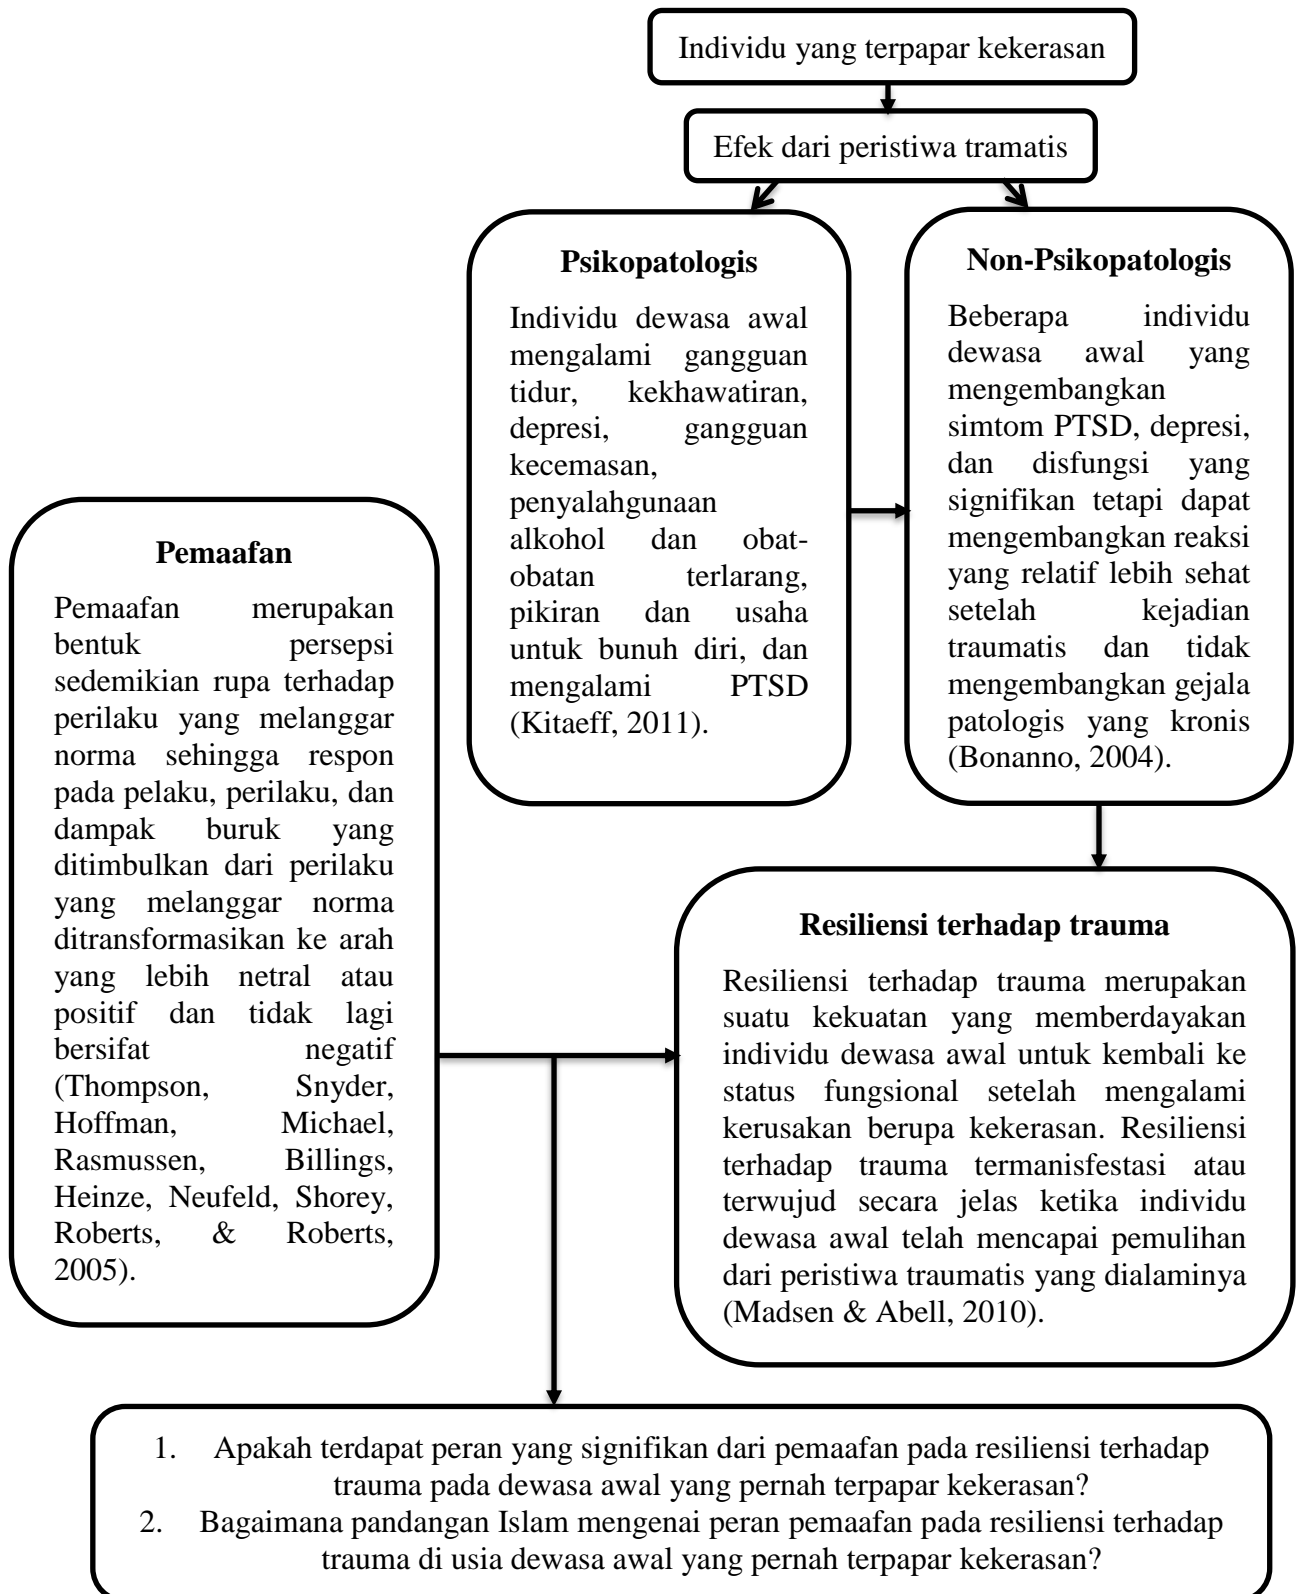 Individu yang terpapar kekerasan
Efek dari peristiwa tramatis
Psikopatologis
Individu dewasa awal
mengalami gangguan
tidur, kekhawatiran,
depresi, gangguan
kecemasan,
penyalahgunaan
alkohol dan obat-
obatan terlarang,
pikiran dan usaha
untuk bunuh diri, dan
mengalami PTSD
(Kitaeff, 2011).
Non-Psikopatologis
Beberapa individu
dewasa awal yang
mengembangkan
simtom PTSD, depresi,
dan disfungsi yang
signifikan tetapi dapat
mengembangkan reaksi
yang relatif lebih sehat
setelah kejadian
traumatis dan tidak
mengembangkan gejala
patologis yang kronis
(Bonanno, 2004).
Pemaafan
Pemaafan merupakan
bentuk persepsi
sedemikian rupa terhadap
perilaku yang melanggar
norma sehingga respon
pada pelaku, perilaku, dan
dampak buruk yang
ditimbulkan dari perilaku
yang melanggar norma
ditransformasikan ke arah
yang lebih netral atau
positif dan tidak lagi
bersifat negatif
(Thompson, Snyder,
Hoffman, Michael,
Rasmussen, Billings,
Heinze, Neufeld, Shorey,
Roberts, & Roberts,
2005).
Resiliensi terhadap trauma
Resiliensi terhadap trauma merupakan
suatu kekuatan yang memberdayakan
individu dewasa awal untuk kembali ke
status fungsional setelah mengalami
kerusakan berupa kekerasan. Resiliensi
terhadap trauma termanisfestasi atau
terwujud secara jelas ketika individu
dewasa awal telah mencapai pemulihan
dari peristiwa traumatis yang dialaminya
(Madsen & Abell, 2010).
1. Apakah terdapat peran yang signifikan dari pemaafan pada resiliensi terhadap
trauma pada dewasa awal yang pernah terpapar kekerasan?
2. Bagaimana pandangan Islam mengenai peran pemaafan pada resiliensi terhadap
trauma di usia dewasa awal yang pernah terpapar kekerasan?